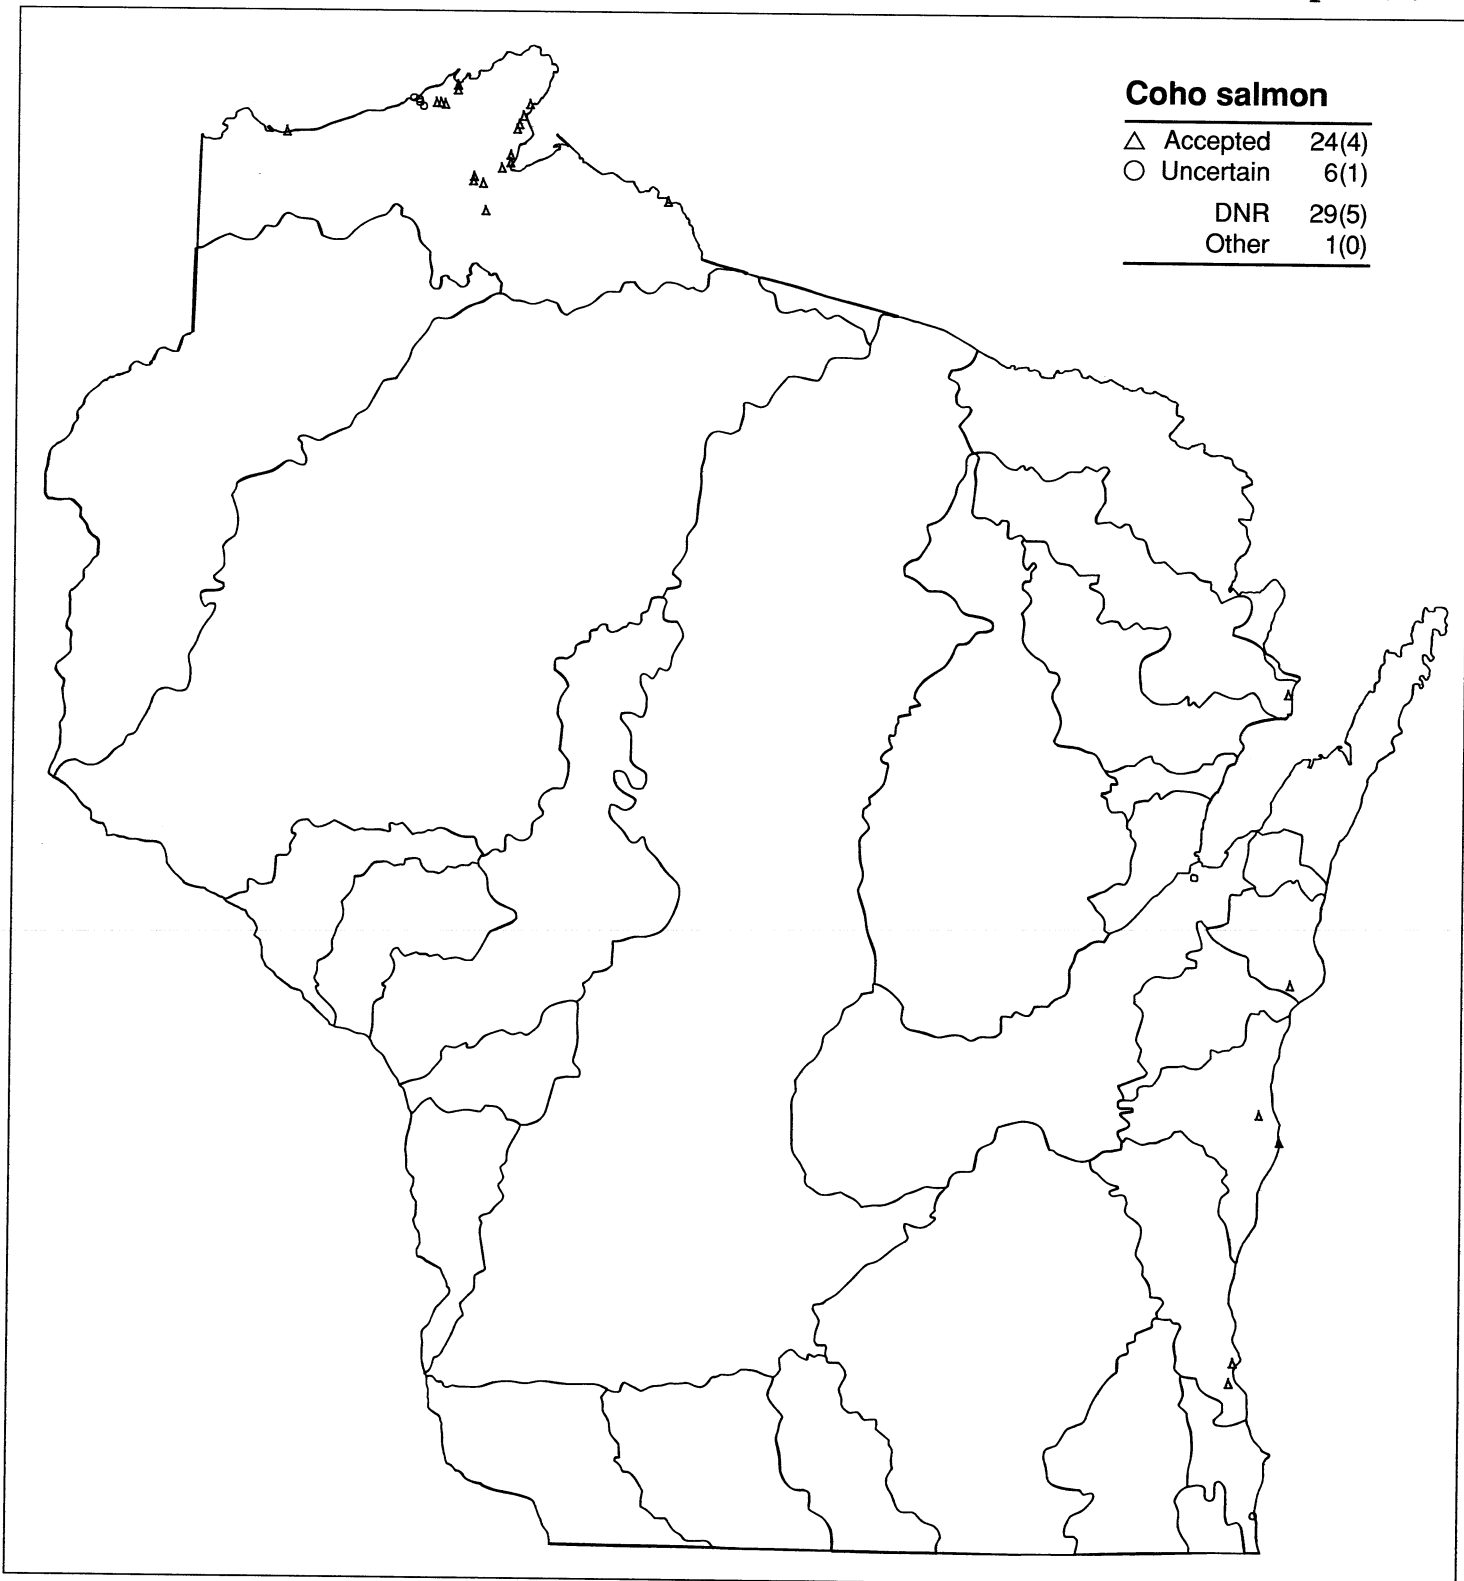 Coho salmon
△ Accepted 24(4)
○ Uncertain 6(1)
DNR 29(5)
Other 1(0)